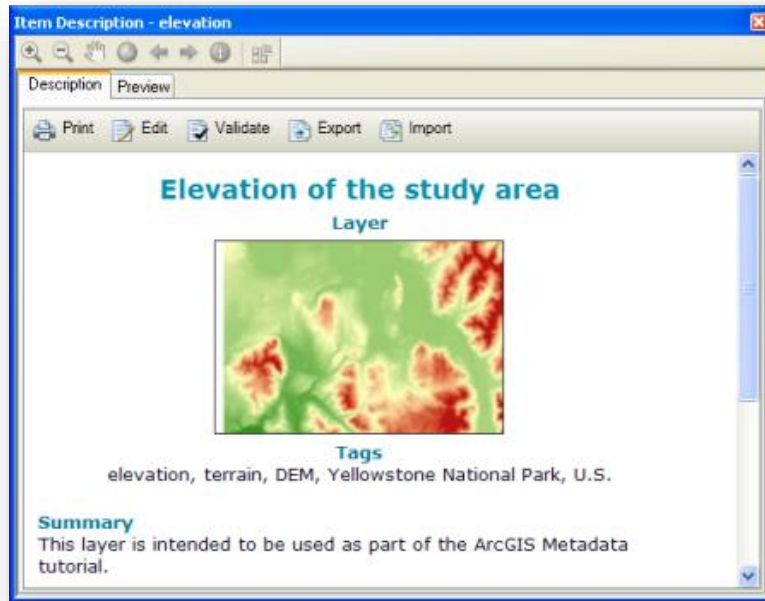 Item Description - elevation
Description Preview
Print Edit Validate Export Import
Elevation of the study area
Layer
Tags
elevation, terrain, DEM, Yellowstone National Park, U.S.
Summary
This layer is intended to be used as part of the ArcGIS Metadata
tutorial.